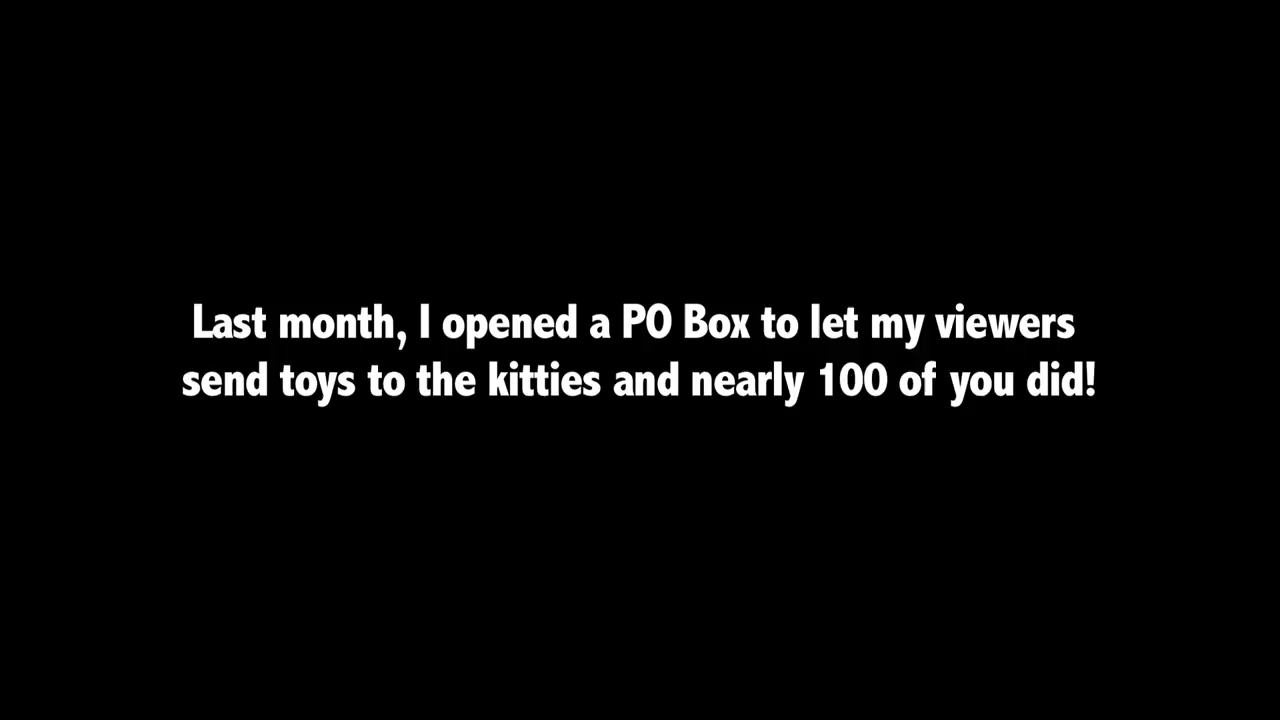 Last month, I opened a PO Box to let my viewers
send toys to the kitties and nearly 100 of you did!